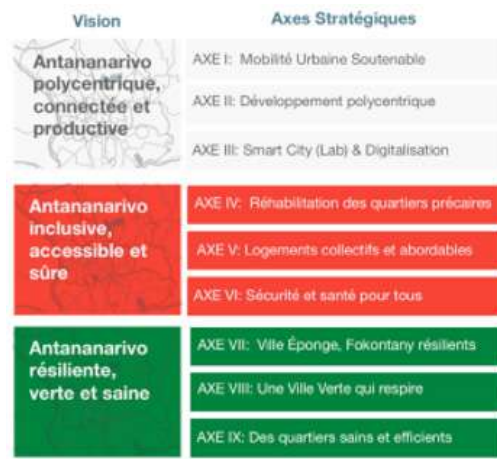 Vision
Axes Stratégiques
Antananarivo
polycentrique,
connectée et
productive
AXE I: Mobilité Urbaine Soutenable
AXE II: Développement polycentrique
AXE III: Smart City (Lab) & Digitalisation
Antananarivo
inclusive,
accessible et
sûre
AXE IV: Réhabilitation des quartiers précaires
AXE V: Logements collectifs et abordables
AXE VI: Sécurité et santé pour tous
Antananarivo
résiliente,
verte et saine
AXE VII: Ville Éponge, Fokontany résilients
AXE VIII: Une Ville Verte qui respire
AXE IX: Des quartiers sains et efficients